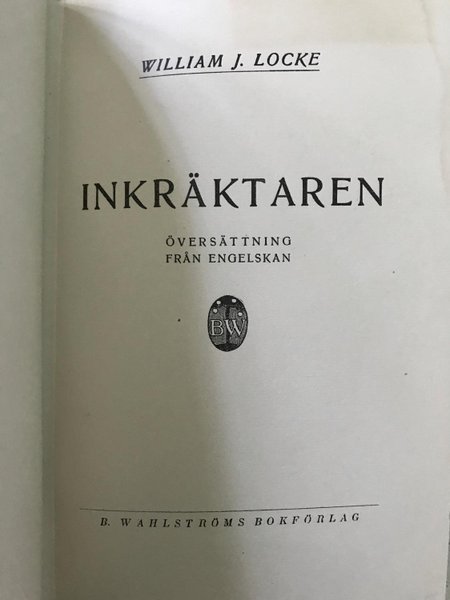 WILLIAM J. LOCKE
INKRÄKTAREN
ÖVERSÄTTNING
FRÅN ENGELSKAN
BW
B. WAHLSTRÖMS BOKFÖRLAG